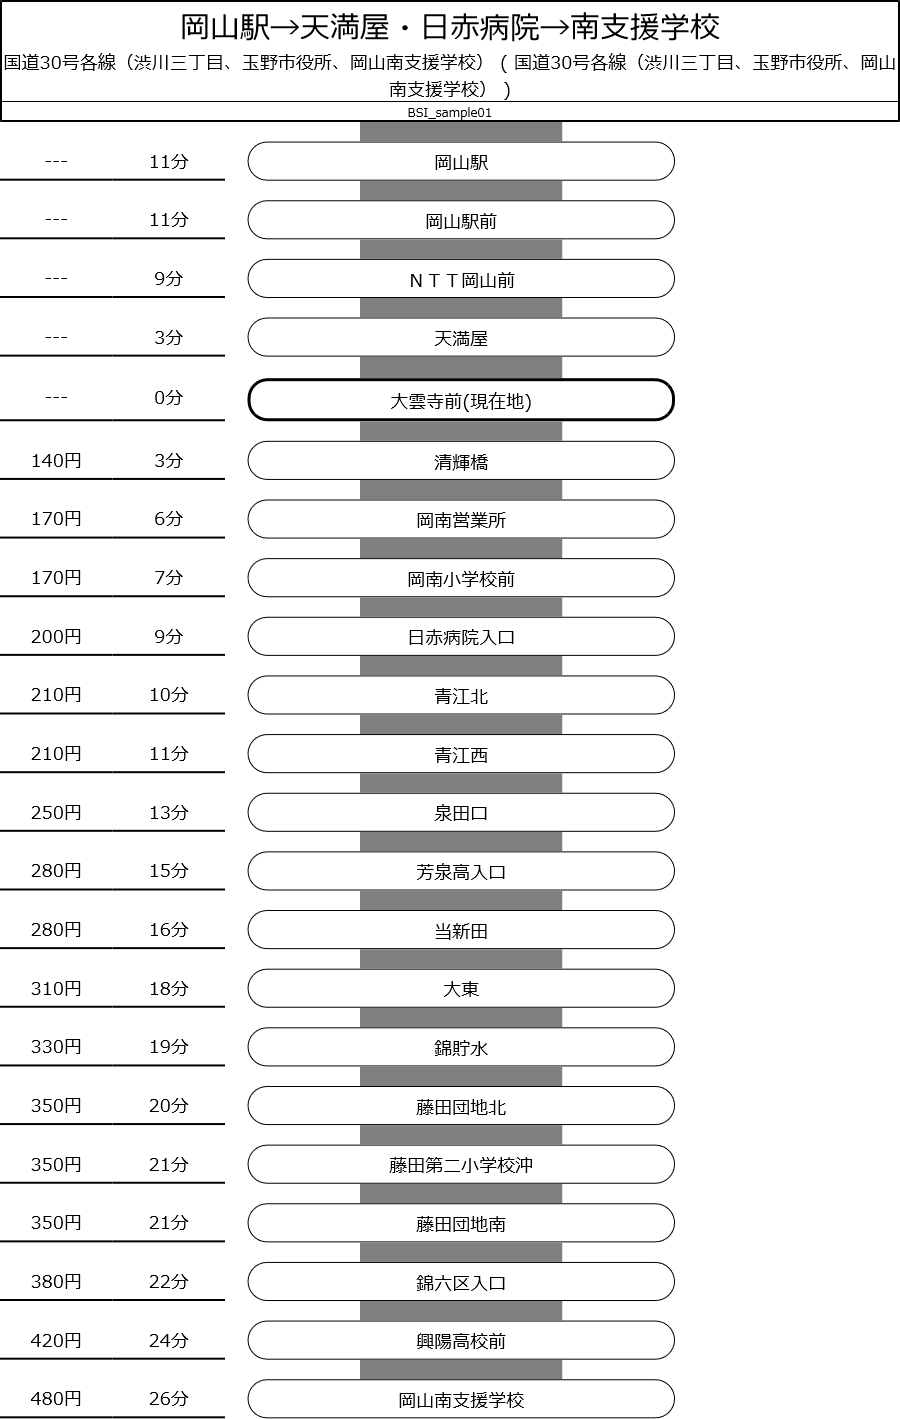 岡山駅→天満屋・日赤病院→南支援学校
国道30号各線（渋川三丁目、玉野市役所、岡山南支援学校） ( 国道30号各線（渋川三丁目、玉野市役所、岡山
南支援学校） )
BSI_sample01
--- 11分 岡山駅
--- 11分 岡山駅前
--- 9分 ＮＴＴ岡山前
--- 3分 天満屋
--- 0分 大雲寺前(現在地)
140円 3分 清輝橋
170円 6分 岡南営業所
170円 7分 岡南小学校前
200円 9分 日赤病院入口
210円 10分 青江北
210円 11分 青江西
250円 13分 泉田口
280円 15分 芳泉高入口
280円 16分 当新田
310円 18分 大東
330円 19分 錦貯水
350円 20分 藤田団地北
350円 21分 藤田第二小学校沖
350円 21分 藤田団地南
380円 22分 錦六区入口
420円 24分 興陽高校前
480円 26分 岡山南支援学校